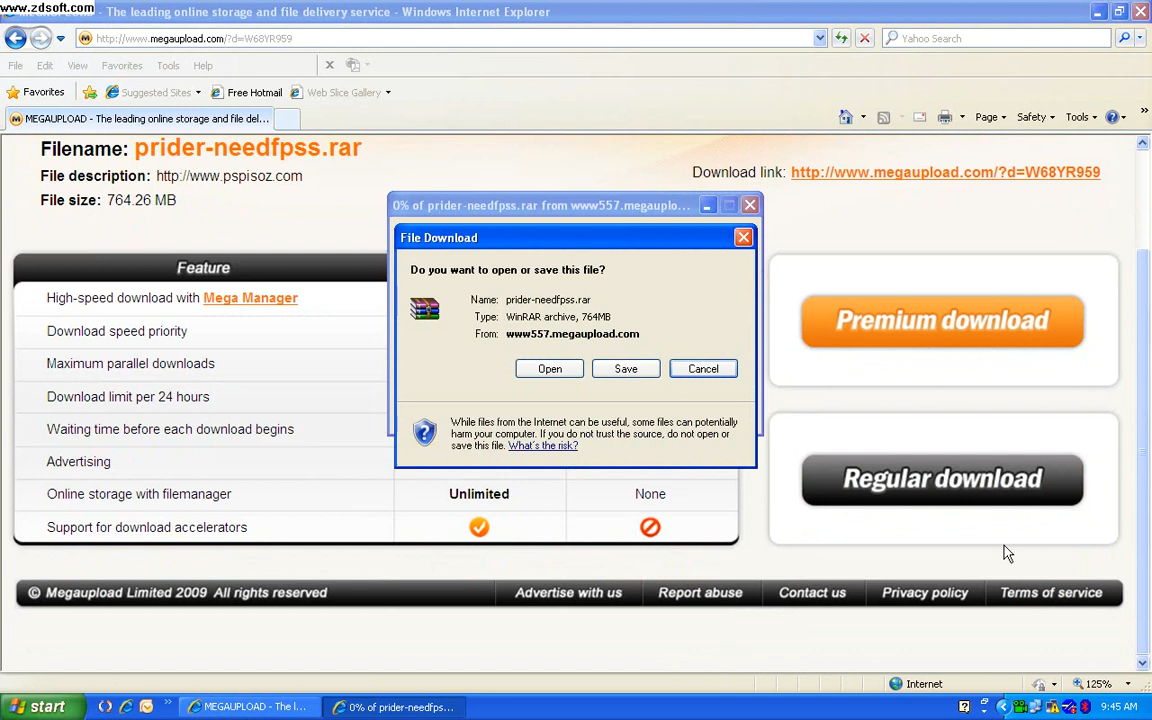 www.zdsoft.com
The leading online storage and file delivery service - Windows Internet Explorer
http://www.megaupload.com/?d=W68YR959
Yahoo Search
File Edit View Favorites Tools Help
Favorites Suggested Sites Free Hotmail Web Slice Gallery
MEGAUPLOAD - The leading online storage and file del...
Page Safety Tools
Filename: prider-needfpss.rar
File description: http://www.pspisoz.com
File size: 764.26 MB
Download link: http://www.megaupload.com/?d=W68YR959
Feature
High-speed download with Mega Manager
Download speed priority
Maximum parallel downloads
Download limit per 24 hours
Waiting time before each download begins
Advertising
Online storage with filemanager Unlimited None
Support for download accelerators
0% of prider-needfpss.rar from www557.megauplo...
File Download
Do you want to open or save this file?
Name: prider-needfpss.rar
Type: WinRAR archive, 764MB
From: www557.megaupload.com
Open Save Cancel
While files from the Internet can be useful, some files can potentially
harm your computer. If you do not trust the source, do not open or
save this file. What's the risk?
Premium download
Regular download
© Megaupload Limited 2009 All rights reserved
Advertise with us Report abuse Contact us Privacy policy Terms of service
Internet 125%
start MEGAUPLOAD - The l... 0% of prider-needfps... 9:45 AM